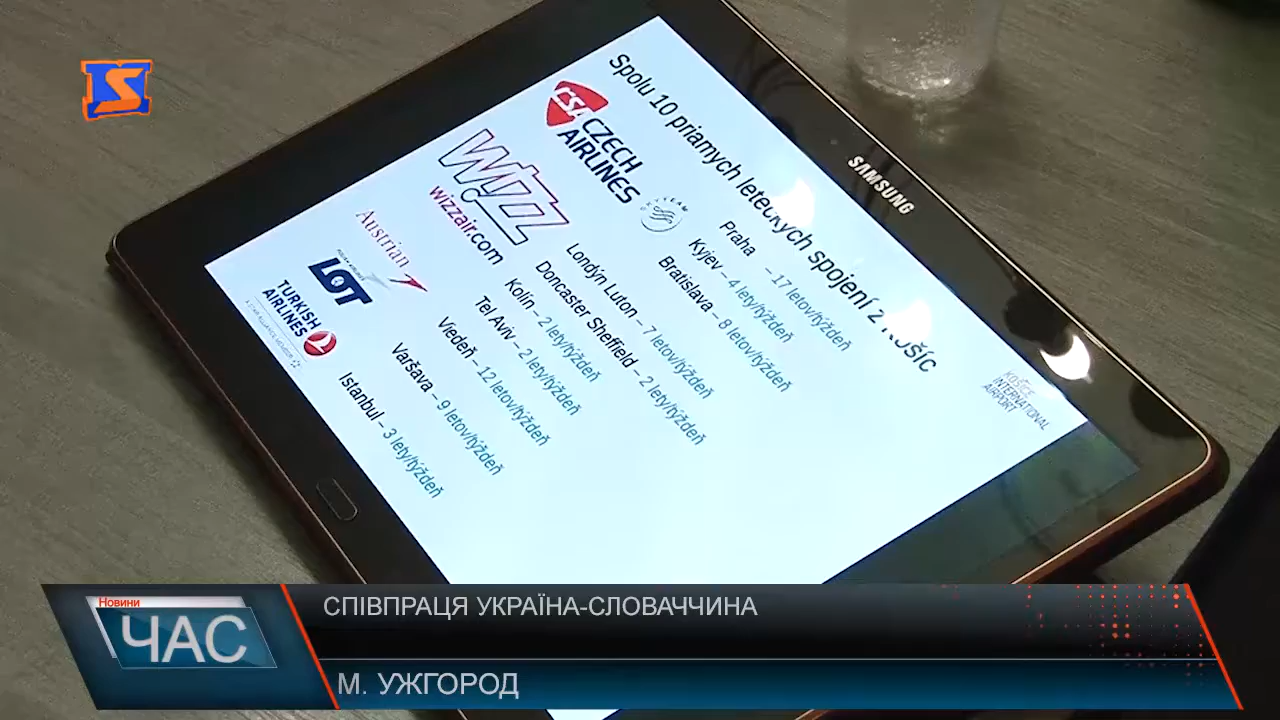 Spolu 10 priamych leteckých spojení z Košíc
CSA CZECH AIRLINES
Praha – 17 letov/týždeň
Kyjev – 4 lety/týždeň
Bratislava – 8 letov/týždeň
WIZZ
wizzair.com
Londýn Luton – 7 letov/týždeň
Doncaster Sheffield – 2 lety/týždeň
Kolín – 2 lety/týždeň
Tel Aviv – 2 lety/týždeň
Austrian
Viedeň – 12 letov/týždeň
LOT
Varšava – 9 letov/týždeň
TURKISH AIRLINES
Istanbul – 3 lety/týždeň
KOŠICE
INTERNATIONAL
AIRPORT
SAMSUNG
Новини
ЧАС
СПІВПРАЦЯ УКРАЇНА-СЛОВАЧЧИНА
М. УЖГОРОД